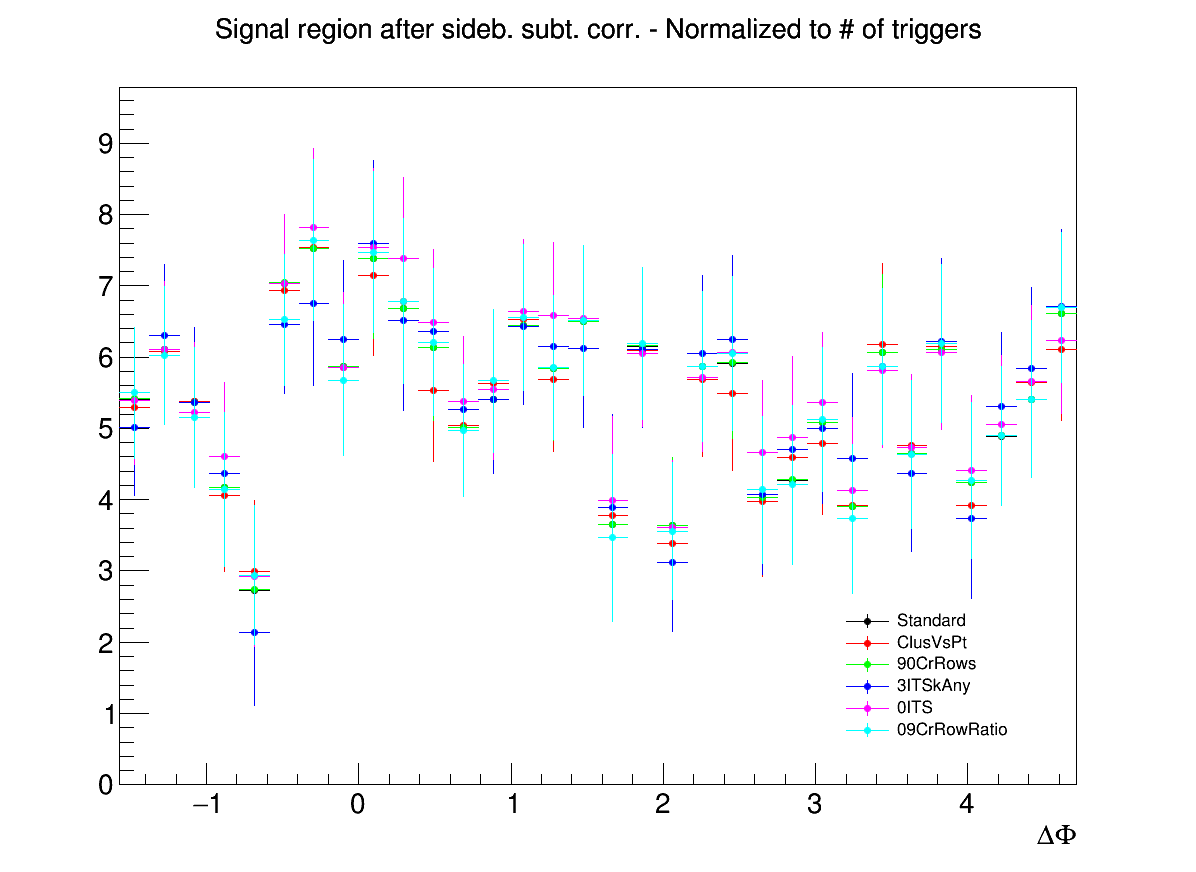 Signal region after sideb. subt. corr. - Normalized to # of triggers
9
8
7
6
5
4
3
2
1
0
Standard
ClusVsPt
90CrRows
3ITSkAny
0ITS
09CrRowRatio
−1 0 1 2 3 4
ΔΦ